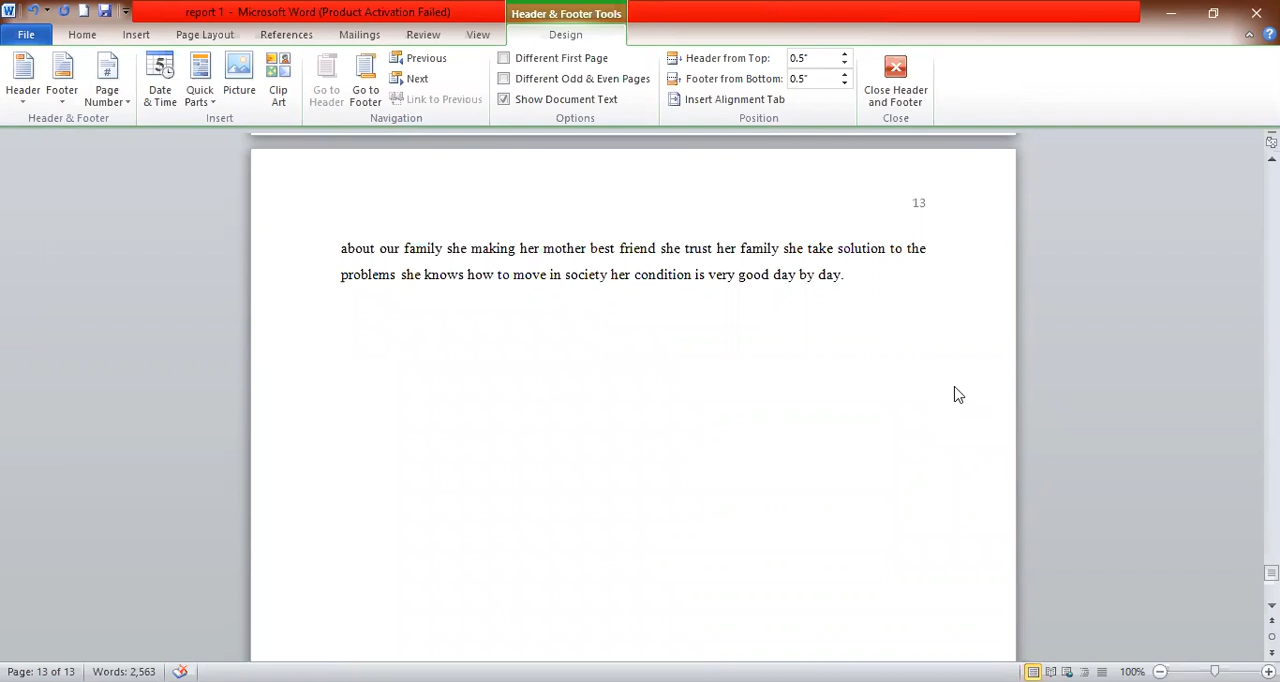 report 1 - Microsoft Word (Product Activation Failed)
Header & Footer Tools
File Home Insert Page Layout References Mailings Review View Design
Header
Footer
Page Number
Date & Time
Quick Parts
Picture
Clip Art
Go to Header
Go to Footer
Previous
Next
Link to Previous
Different First Page
Different Odd & Even Pages
Show Document Text
Header from Top: 0.5"
Footer from Bottom: 0.5"
Insert Alignment Tab
Close Header and Footer
Header & Footer Insert Navigation Options Position Close
13
about our family she making her mother best friend she trust her family she take solution to the
problems she knows how to move in society her condition is very good day by day.
Page: 13 of 13 Words: 2,563 100%